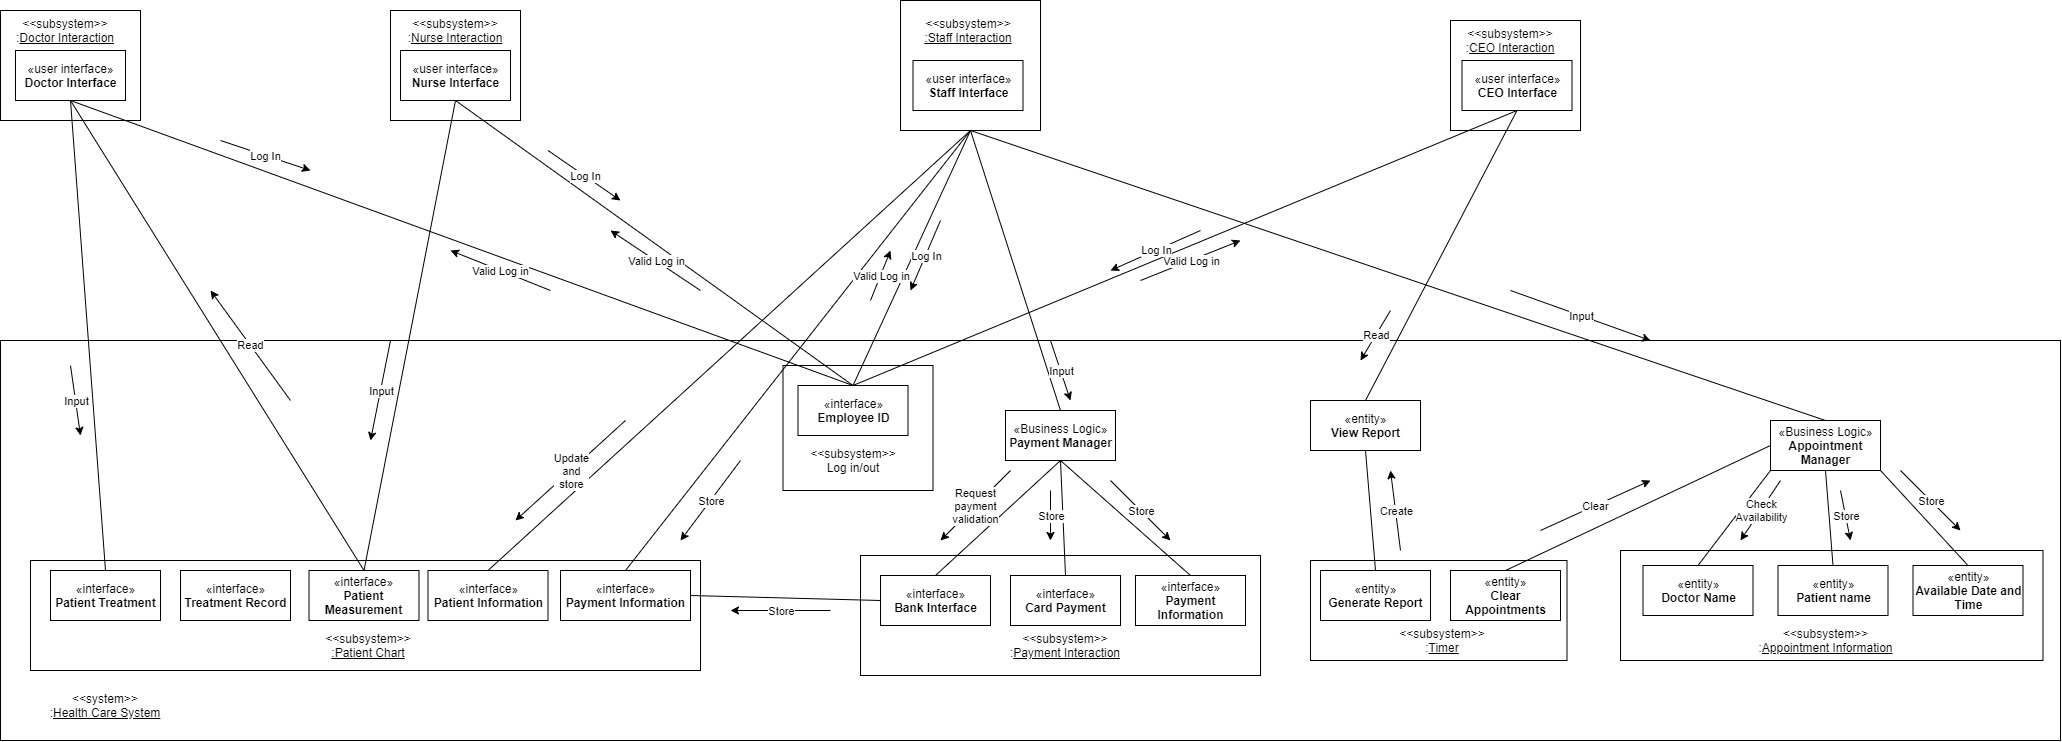 <<subsystem>>
:Doctor Interaction
«user interface»
Doctor Interface
<<subsystem>>
:Nurse Interaction
«user interface»
Nurse Interface
<<subsystem>>
:Staff Interaction
«user interface»
Staff Interface
<<subsystem>>
:CEO Interaction
«user interface»
CEO Interface
Log In
Log In
Valid Log in
Valid Log in
Valid Log in
Log In
Log In
Valid Log in
Read
Input
Input
Input
Read
Input
Update
and
store
Store
«interface»
Employee ID
<<subsystem>>
Log in/out
«Business Logic»
Payment Manager
«entity»
View Report
«Business Logic»
Appointment
Manager
Request
payment
validation
Store
Store
Create
Clear
Check
Availability
Store
Store
«interface»
Patient Treatment
«interface»
Treatment Record
«interface»
Patient
Measurement
«interface»
Patient Information
«interface»
Payment Information
<<subsystem>>
:Patient Chart
Store
«interface»
Bank Interface
«interface»
Card Payment
«interface»
Payment
Information
<<subsystem>>
:Payment Interaction
«entity»
Generate Report
«entity»
Clear
Appointments
<<subsystem>>
:Timer
«entity»
Doctor Name
«entity»
Patient name
«entity»
Available Date and
Time
<<subsystem>>
:Appointment Information
<<system>>
:Health Care System